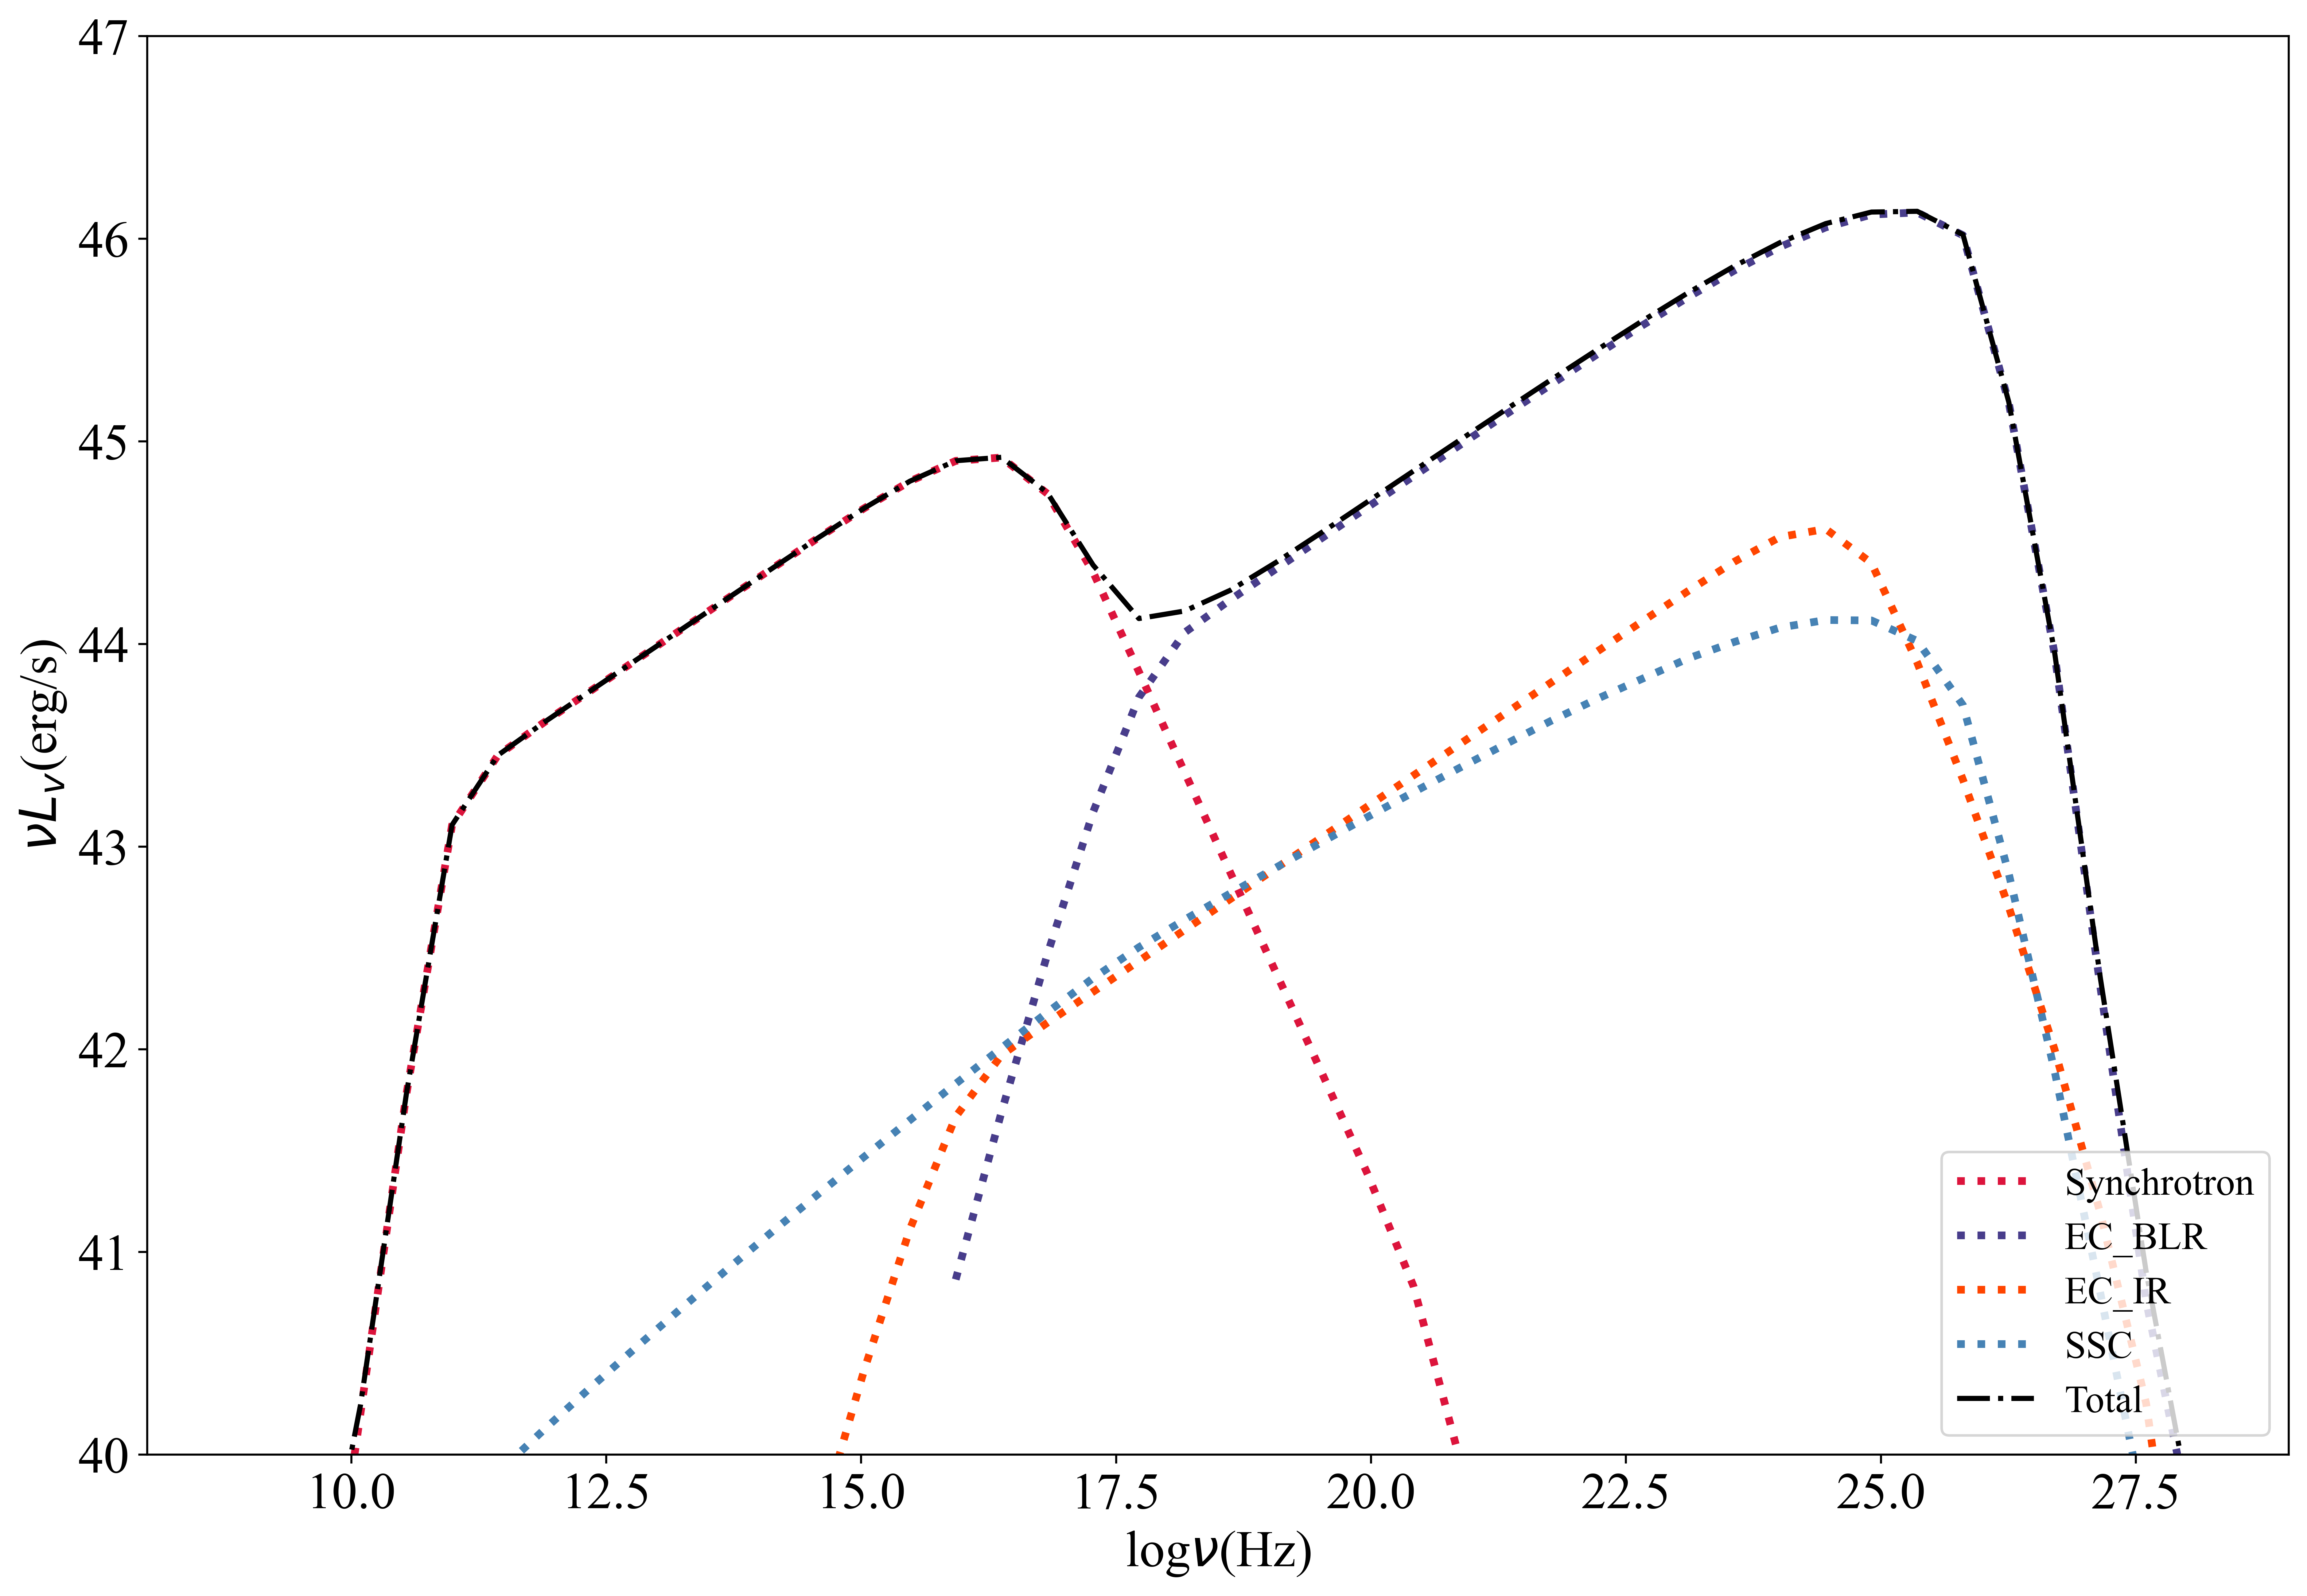 47
46
45
44
43
42
41
40
νLν(erg/s)
10.0 12.5 15.0 17.5 20.0 22.5 25.0 27.5
logν(Hz)
Synchrotron
EC_BLR
EC_IR
SSC
Total